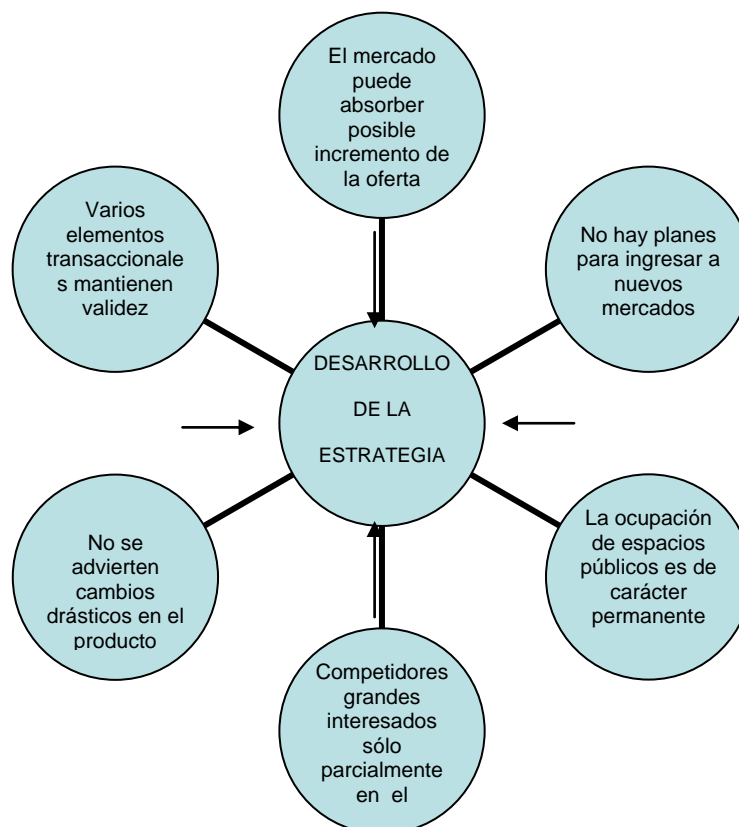 El mercado
puede
absorber
posible
incremento de
la oferta
Varios
elementos
transaccionale
s mantienen
validez
No hay planes
para ingresar a
nuevos
mercados
DESARROLLO
DE LA
ESTRATEGIA
No se
advierten
cambios
drásticos en el
producto
La ocupación
de espacios
públicos es de
carácter
permanente
Competidores
grandes
interesados
sólo
parcialmente
en el